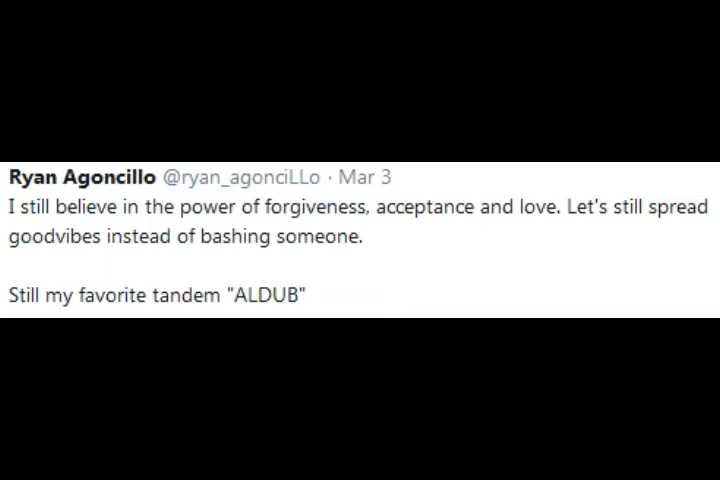 Ryan Agoncillo @ryan_agonciLLo · Mar 3
I still believe in the power of forgiveness, acceptance and love. Let's still spread
goodvibes instead of bashing someone.
Still my favorite tandem "ALDUB"